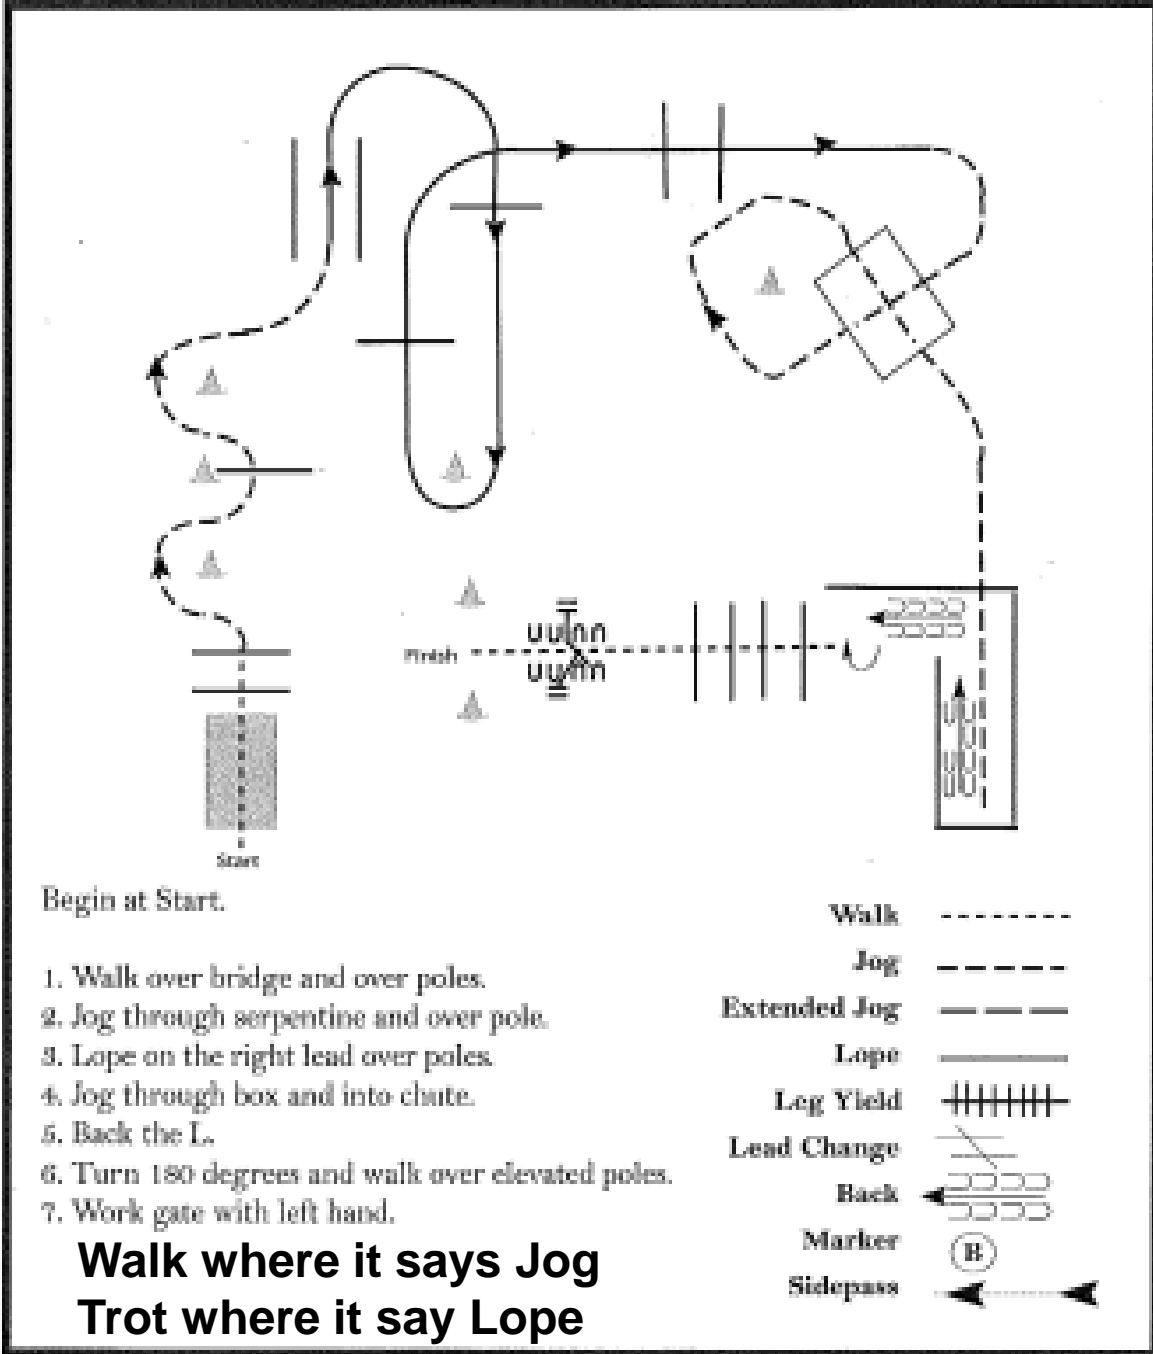 Finish
Start
Begin at Start.
1. Walk over bridge and over poles.
2. Jog through serpentine and over pole.
3. Lope on the right lead over poles.
4. Jog through box and into chute.
5. Back the L.
6. Turn 180 degrees and walk over elevated poles.
7. Work gate with left hand.
Walk where it says Jog
Trot where it say Lope
Walk
Jog
Extended Jog
Lope
Leg Yield
Lead Change
Back
Marker
B
Sidepass